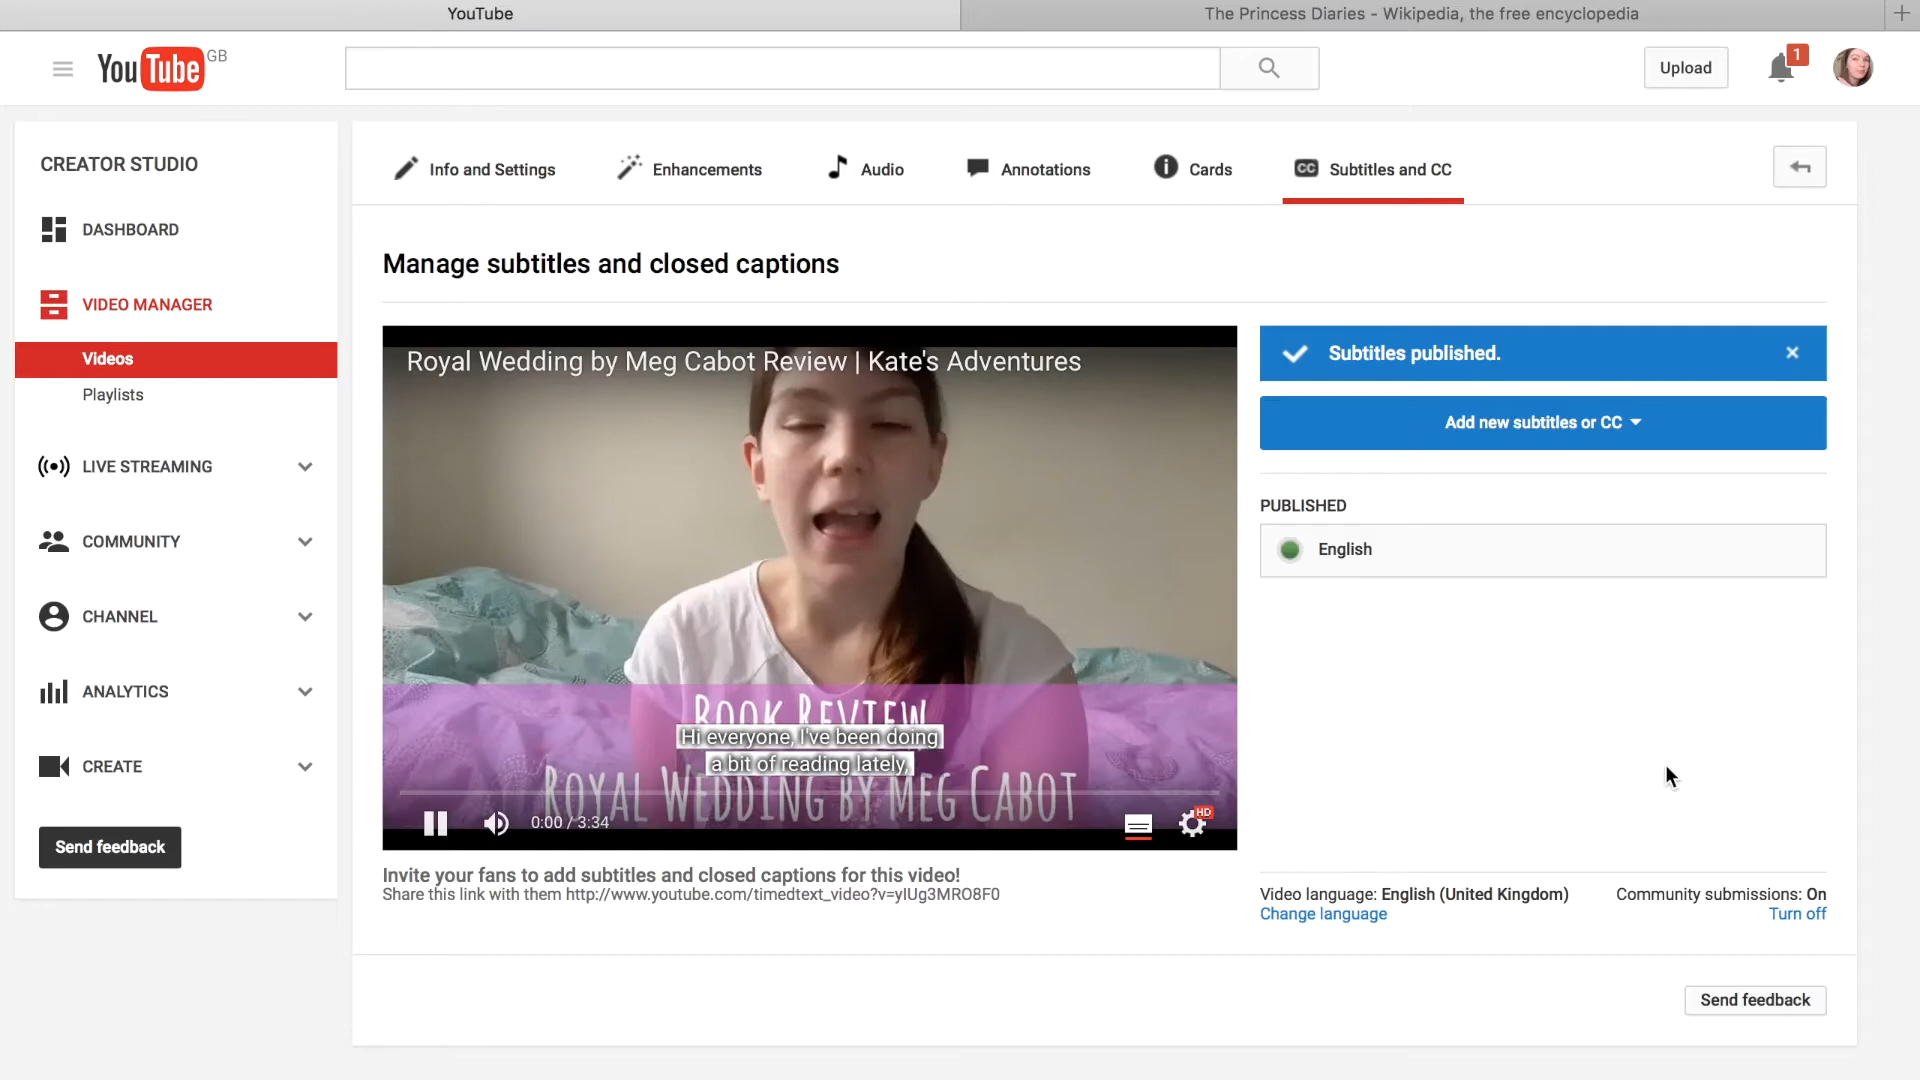 YouTube
The Princess Diaries - Wikipedia, the free encyclopedia
YouTube GB
Upload
1
CREATOR STUDIO
DASHBOARD
VIDEO MANAGER
Videos
Playlists
LIVE STREAMING
COMMUNITY
CHANNEL
ANALYTICS
CREATE
Send feedback
Info and Settings
Enhancements
Audio
Annotations
Cards
CC Subtitles and CC
Manage subtitles and closed captions
Royal Wedding by Meg Cabot Review | Kate's Adventures
Book Review
Hi everyone, I've been doing
a bit of reading lately,
Royal Wedding by Meg Cabot
0:00 / 3:34
HD
Invite your fans to add subtitles and closed captions for this video!
Share this link with them http://www.youtube.com/timedtext_video?v=yIUg3MRO8F0
Subtitles published.
Add new subtitles or CC
PUBLISHED
English
Video language: English (United Kingdom)
Change language
Community submissions: On
Turn off
Send feedback